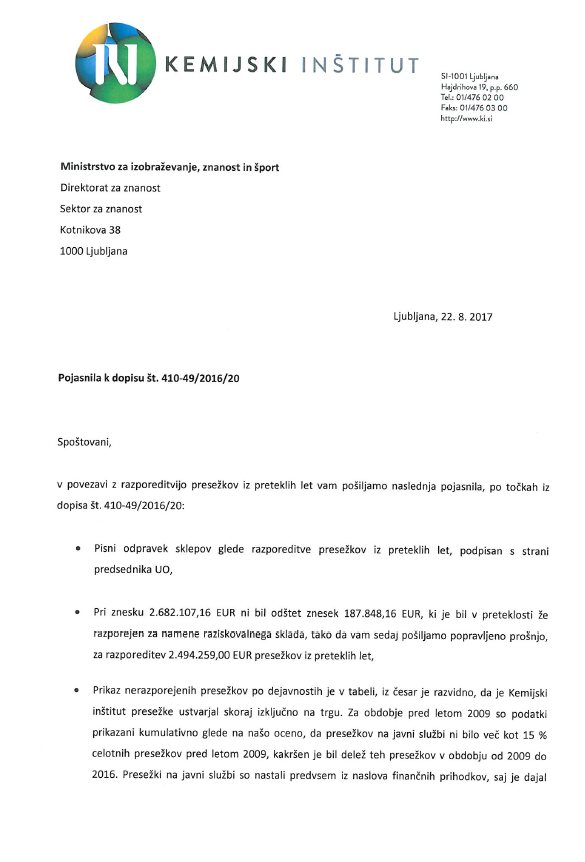 KEMIJSKI INŠTITUT
SI-1001 Ljubljana
Hajdrihova 19, p.p. 660
Tel.: 01/476 02 00
Faks: 01/476 03 00
http://www.ki.si
Ministrstvo za izobraževanje, znanost in šport
Direktorat za znanost
Sektor za znanost
Kotnikova 38
1000 Ljubljana
Ljubljana, 22. 8. 2017
Pojasnila k dopisu št. 410-49/2016/20
Spoštovani,
v povezavi z razporeditvijo presežkov iz preteklih let vam pošiljamo naslednja pojasnila, po točkah iz
dopisa št. 410-49/2016/20:
• Pisni odpravek sklepov glede razporeditve presežkov iz preteklih let, podpisan s strani
predsednika UO,
• Pri znesku 2.682.107,16 EUR ni bil odštet znesek 187.848,16 EUR, ki je bil v preteklosti že
razporejen za namene raziskovalnega sklada, tako da vam sedaj pošiljamo popravljeno prošnjo,
za razporeditev 2.494.259,00 EUR presežkov iz preteklih let,
• Prikaz nerazporejenih presežkov po dejavnostih je v tabeli, iz česar je razvidno, da je Kemijski
inštitut presežke ustvarjal skoraj izključno na trgu. Za obdobje pred letom 2009 so podatki
prikazani kumulativno glede na našo oceno, da presežkov na javni službi ni bilo več kot 15 %
celotnih presežkov pred letom 2009, kakršen je bil delež teh presežkov v obdobju od 2009 do
2016. Presežki na javni službi so nastali predvsem iz naslova finančnih prihodkov, saj je dajal